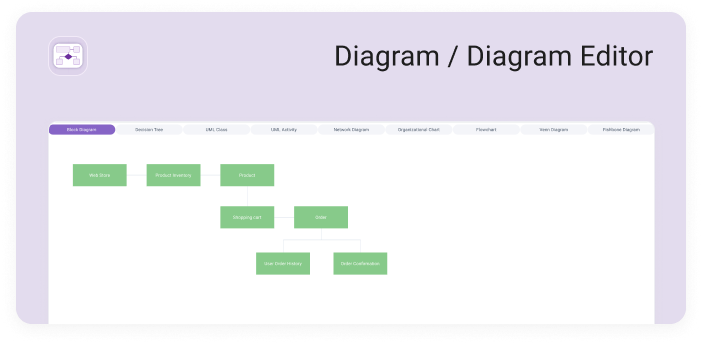 Diagram / Diagram Editor
Block Diagram
Decision Tree
UML Class
UML Activity
Network Diagram
Organizational Chart
Flowchart
Venn Diagram
Fishbone Diagram
Web Store
Product Inventory
Product
Shopping cart
Order
User Order History
Order Confirmation